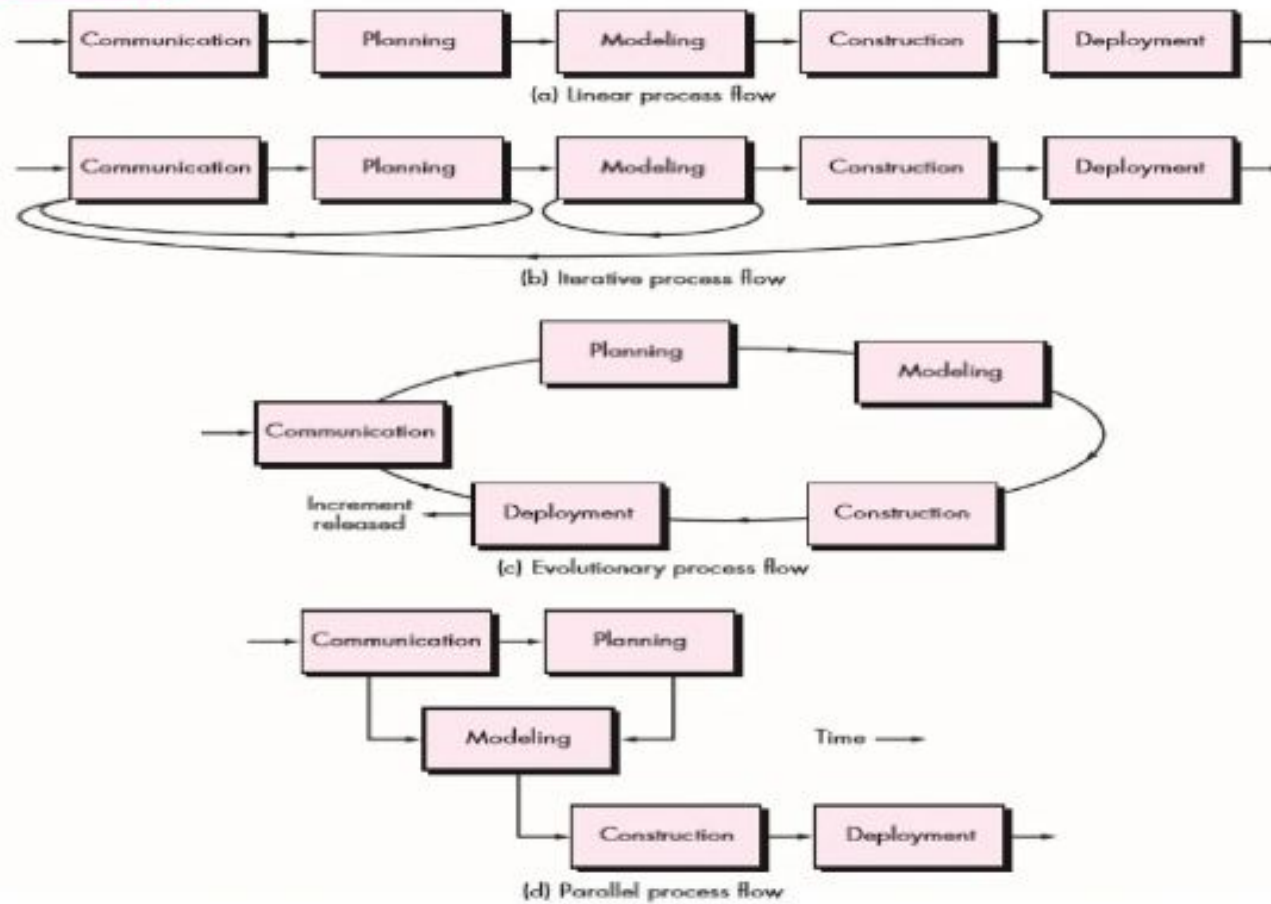 Communication Planning Modeling Construction Deployment
(a) Linear process flow
Communication Planning Modeling Construction Deployment
(b) Iterative process flow
Planning
Modeling
Communication
Increment
released
Deployment
Construction
(c) Evolutionary process flow
Communication Planning
Modeling
Time
Construction Deployment
(d) Parallel process flow